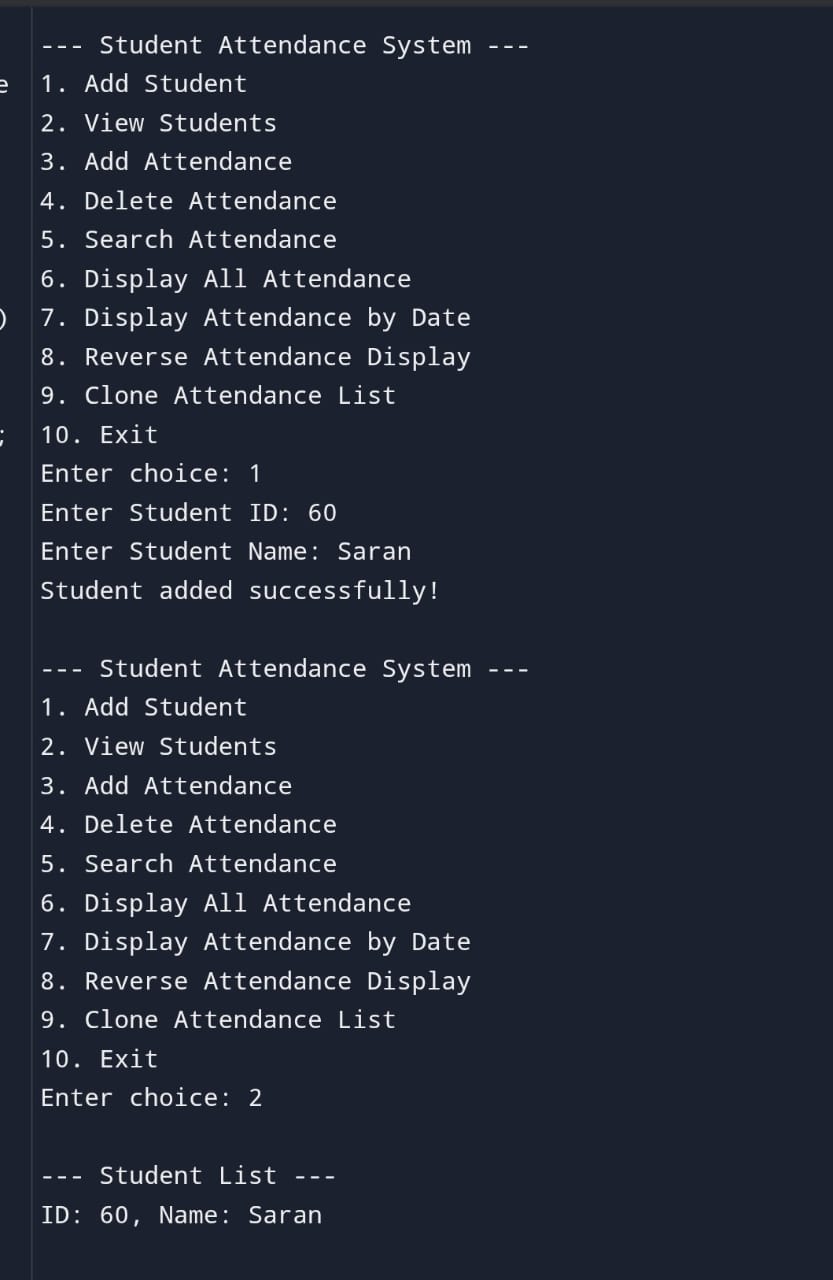 --- Student Attendance System ---
e
1. Add Student
2. View Students
3. Add Attendance
4. Delete Attendance
5. Search Attendance
6. Display All Attendance
)
7. Display Attendance by Date
8. Reverse Attendance Display
9. Clone Attendance List
;
10. Exit
Enter choice: 1
Enter Student ID: 60
Enter Student Name: Saran
Student added successfully!

--- Student Attendance System ---
1. Add Student
2. View Students
3. Add Attendance
4. Delete Attendance
5. Search Attendance
6. Display All Attendance
7. Display Attendance by Date
8. Reverse Attendance Display
9. Clone Attendance List
10. Exit
Enter choice: 2

--- Student List ---
ID: 60, Name: Saran